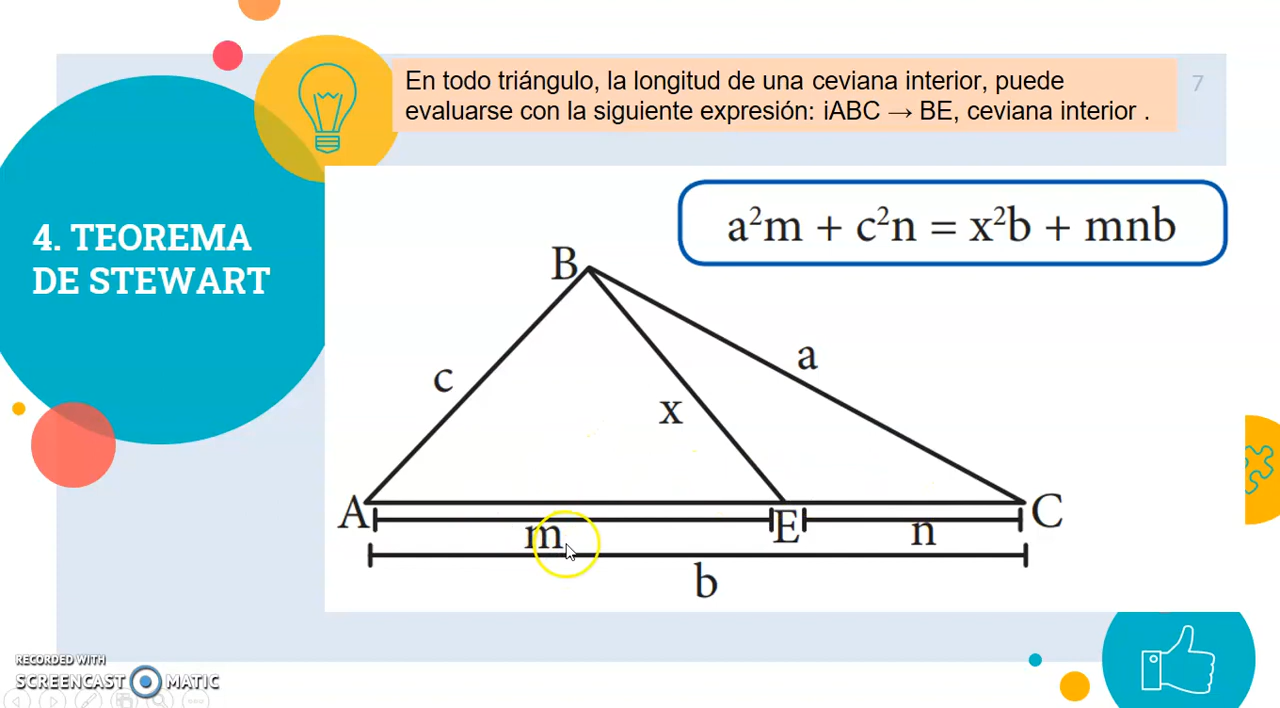 En todo triángulo, la longitud de una ceviana interior, puede
evaluarse con la siguiente expresión: iABC → BE, ceviana interior .
7
4. TEOREMA
DE STEWART
a²m + c²n = x²b + mnb
B
c
a
x
A
E
C
m
n
b
RECORDED WITH
SCREENCAST MATIC